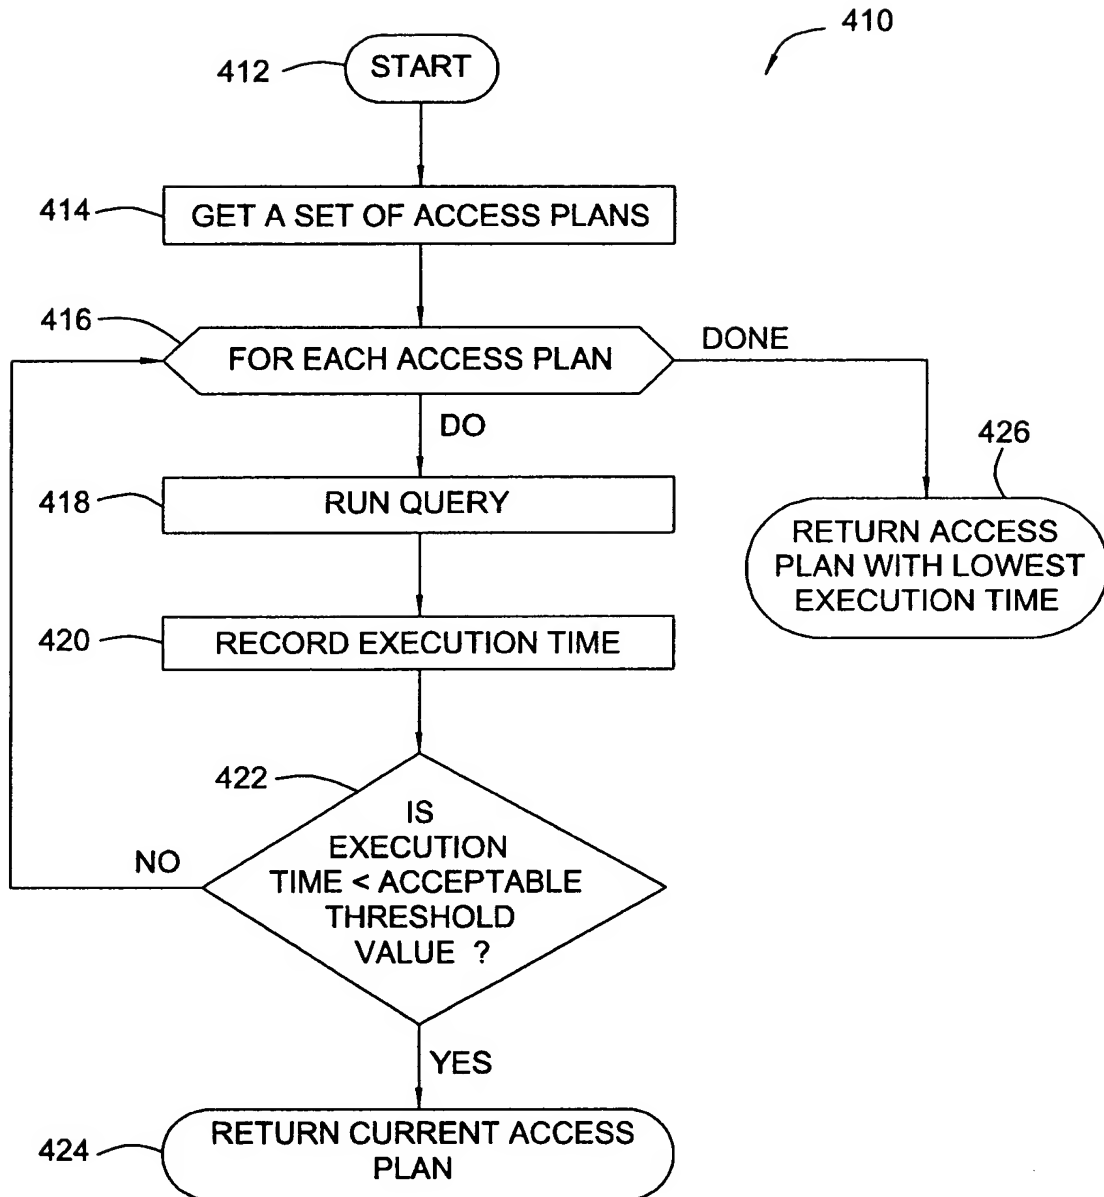 410
412
START
414
GET A SET OF ACCESS PLANS
416
FOR EACH ACCESS PLAN
DONE
DO
426
418
RUN QUERY
RETURN ACCESS
PLAN WITH LOWEST
EXECUTION TIME
420
RECORD EXECUTION TIME
422
IS
EXECUTION
TIME < ACCEPTABLE
THRESHOLD
VALUE ?
NO
YES
424
RETURN CURRENT ACCESS
PLAN